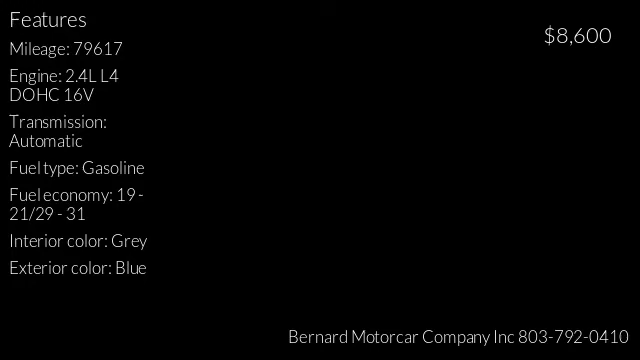 Features
$8,600
Mileage: 79617
Engine: 2.4L L4
DOHC 16V
Transmission:
Automatic
Fuel type: Gasoline
Fuel economy: 19 -
21/29 - 31
Interior color: Grey
Exterior color: Blue
Bernard Motorcar Company Inc 803-792-0410